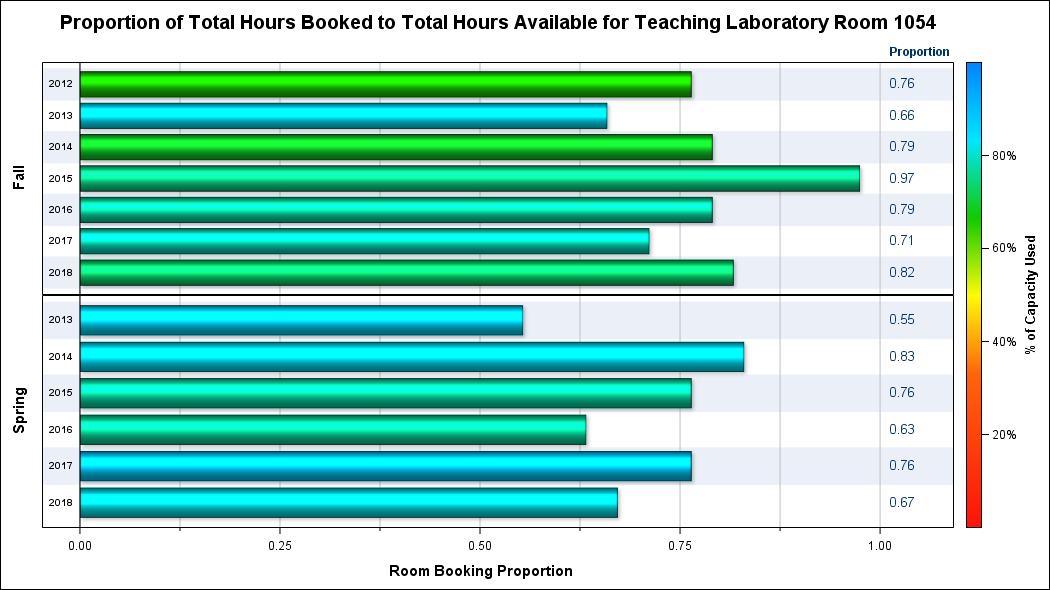 Proportion of Total Hours Booked to Total Hours Available for Teaching Laboratory Room 1054
Proportion
Fall
2012 0.76
2013 0.66
2014 0.79
2015 0.97
2016 0.79
2017 0.71
2018 0.82
Spring
2013 0.55
2014 0.83
2015 0.76
2016 0.63
2017 0.76
2018 0.67
0.00 0.25 0.50 0.75 1.00
Room Booking Proportion
80%
60%
40%
20%
% of Capacity Used